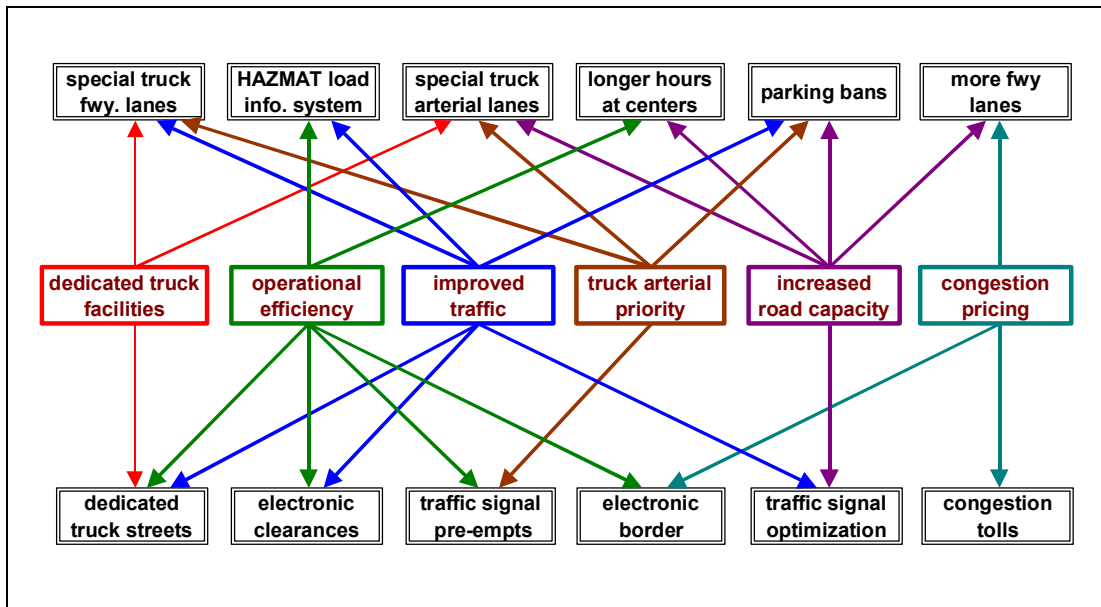 special truck
fwy. lanes
HAZMAT load
info. system
special truck
arterial lanes
longer hours
at centers
parking bans
more fwy
lanes
dedicated truck
facilities
operational
efficiency
improved
traffic
truck arterial
priority
increased
road capacity
congestion
pricing
dedicated
truck streets
electronic
clearances
traffic signal
pre-empts
electronic
border
traffic signal
optimization
congestion
tolls